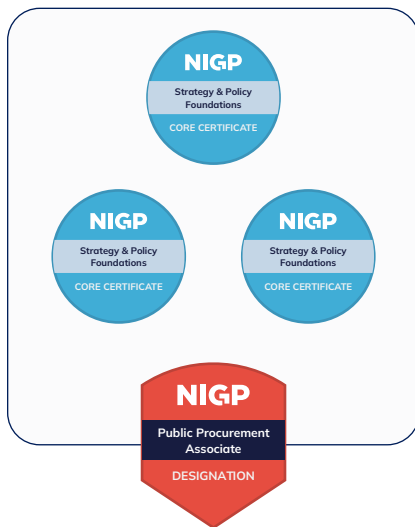 NIGP
Strategy & Policy
Foundations
CORE CERTIFICATE
NIGP
Strategy & Policy
Foundations
CORE CERTIFICATE
NIGP
Strategy & Policy
Foundations
CORE CERTIFICATE
NIGP
Public Procurement
Associate
DESIGNATION